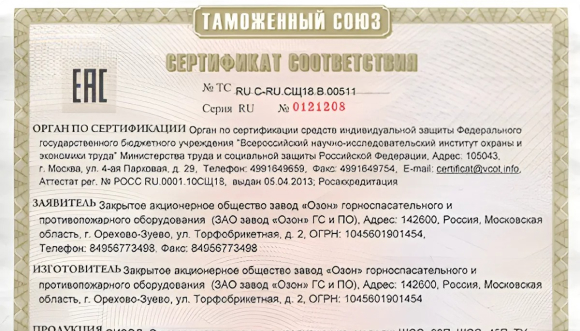 ТАМОЖЕННЫЙ СОЮЗ
СЕРТИФИКАТ СООТВЕТСТВИЯ
EAC
№ ТС RU C-RU.СЩ18.В.00511
Серия RU № 0121208
ОРГАН ПО СЕРТИФИКАЦИИ Орган по сертификации средств индивидуальной защиты Федерального
государственного бюджетного учреждения "Всероссийский научно-исследовательский институт охраны и
экономики труда" Министерства труда и социальной защиты Российской Федерации, Адрес: 105043,
г. Москва, ул. 4-ая Парковая, д. 29, Телефон: 4991649659, Факс: 4991649754, E-mail: certificat@vcot.info,
Аттестат рег. № РОСС RU.0001.10СЩ18, выдан 05.04.2013; Росаккредитация
ЗАЯВИТЕЛЬ Закрытое акционерное общество завод «Озон» горноспасательного и
противопожарного оборудования (ЗАО завод «Озон» ГС и ПО), Адрес: 142600, Россия, Московская
область, г. Орехово-Зуево, ул. Торфобрикетная, д. 2, ОГРН: 1045601901454,
Телефон: 84956773498. Факс: 84956773498
ИЗГОТОВИТЕЛЬ Закрытое акционерное общество завод «Озон» горноспасательного и
противопожарного оборудования (ЗАО завод «Озон» ГС и ПО), Адрес: 142600, Россия, Московская
область, г. Орехово-Зуево, ул. Торфобрикетная, д. 2, ОГРН: 1045601901454
ПРОДУКЦИЯ